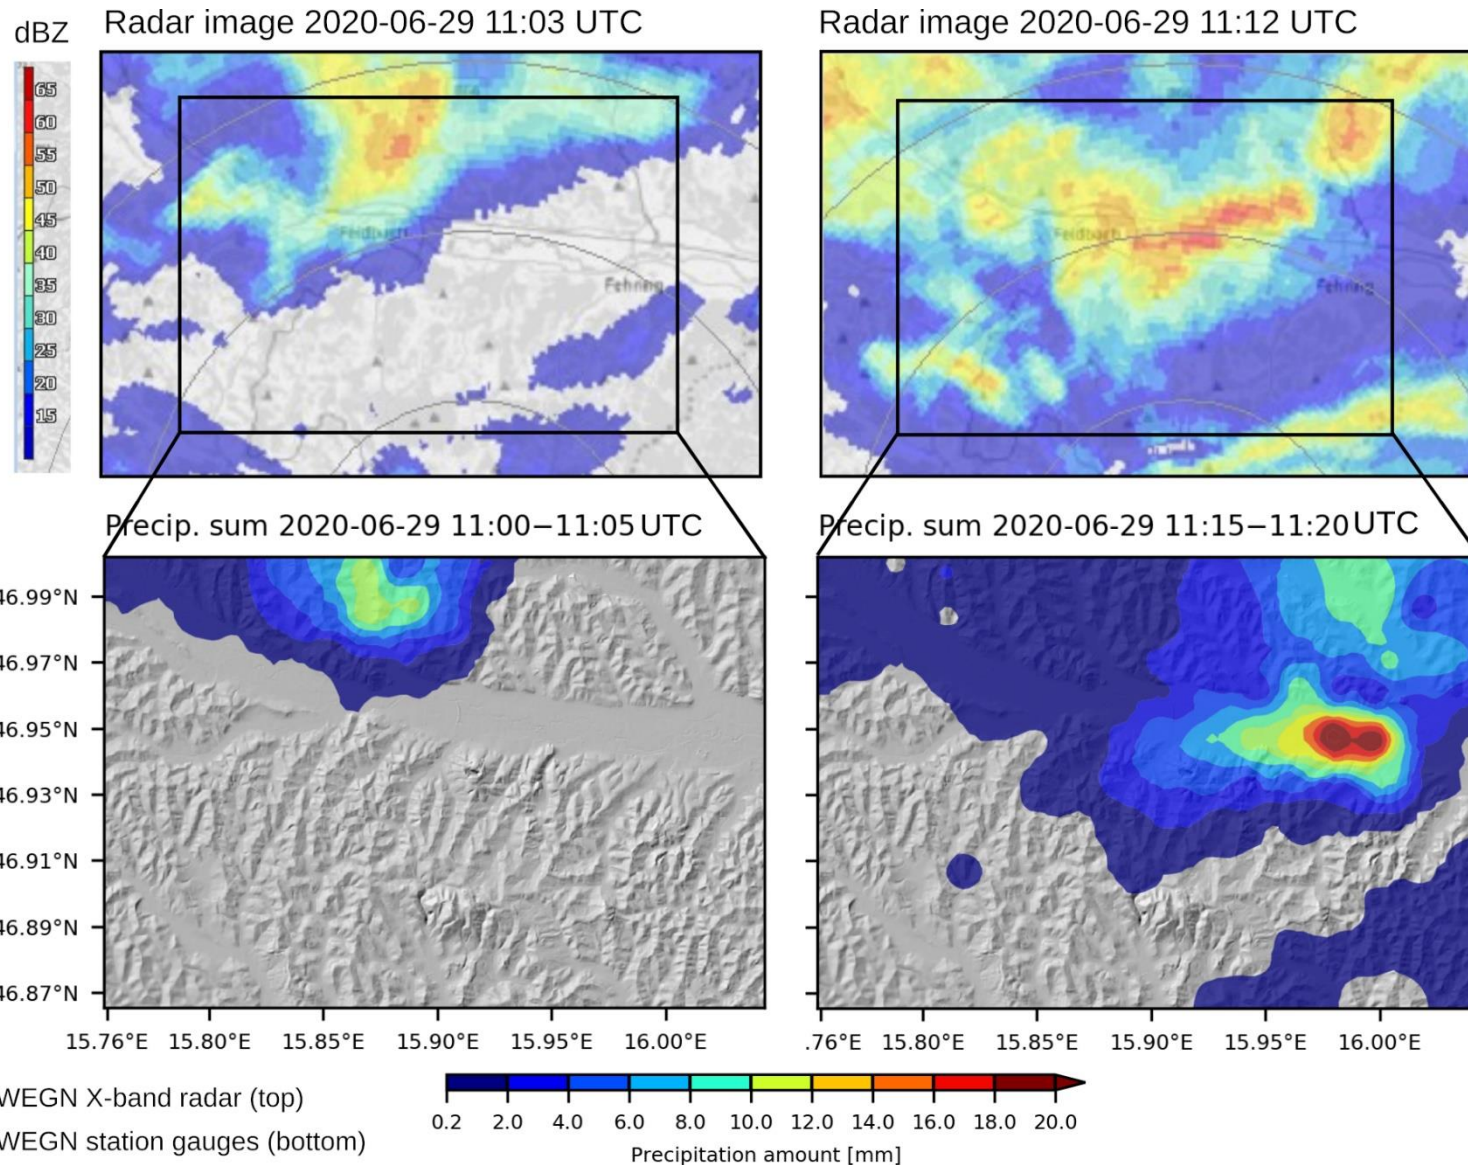 dBZ
Radar image 2020-06-29 11:03 UTC
Radar image 2020-06-29 11:12 UTC
65
60
55
50
45
40
35
30
25
20
15
Feldbach
Fehring
Feldbach
Fehring
Precip. sum 2020-06-29 11:00−11:05 UTC
Precip. sum 2020-06-29 11:15−11:20 UTC
46.99°N
46.97°N
46.95°N
46.93°N
46.91°N
46.89°N
46.87°N
15.76°E 15.80°E 15.85°E 15.90°E 15.95°E 16.00°E
.76°E 15.80°E 15.85°E 15.90°E 15.95°E 16.00°E
WEGN X-band radar (top)
WEGN station gauges (bottom)
0.2 2.0 4.0 6.0 8.0 10.0 12.0 14.0 16.0 18.0 20.0
Precipitation amount [mm]